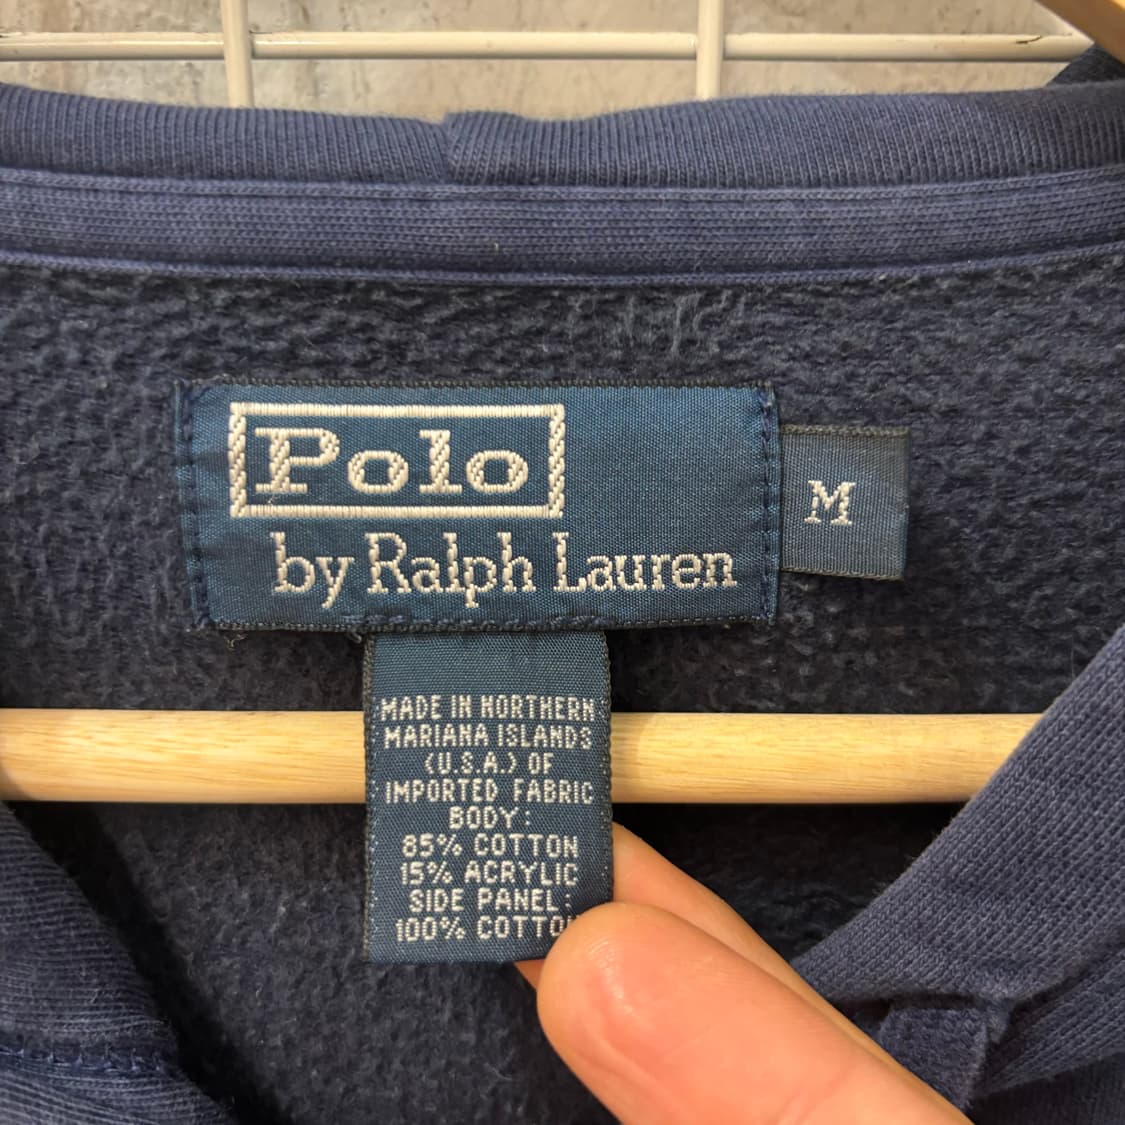 Polo
by Ralph Lauren
M
MADE IN NORTHERN
MARIANA ISLANDS
(U.S.A.) OF
IMPORTED FABRIC
BODY:
85% COTTON
15% ACRYLIC
SIDE PANEL:
100% COTTON